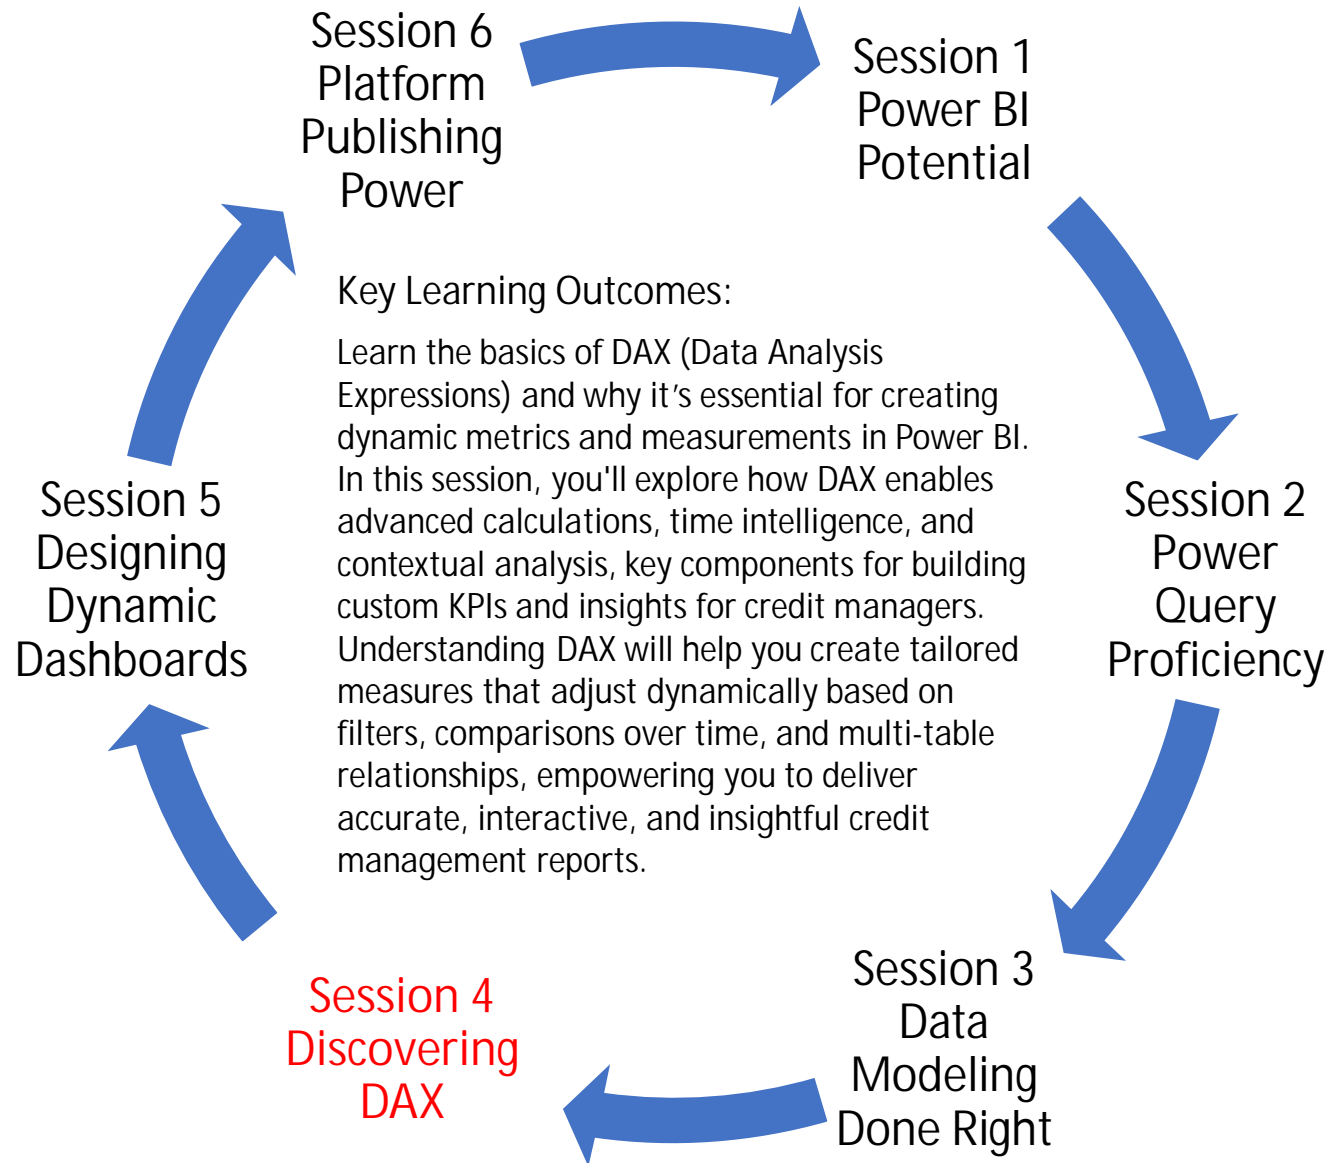 Session 6
Platform
Publishing
Power
Session 1
Power BI
Potential
Key Learning Outcomes:
Learn the basics of DAX (Data Analysis
Expressions) and why it’s essential for creating
dynamic metrics and measurements in Power BI.
In this session, you'll explore how DAX enables
advanced calculations, time intelligence, and
contextual analysis, key components for building
custom KPIs and insights for credit managers.
Understanding DAX will help you create tailored
measures that adjust dynamically based on
filters, comparisons over time, and multi-table
relationships, empowering you to deliver
accurate, interactive, and insightful credit
management reports.
Session 2
Power
Query
Proficiency
Session 3
Data
Modeling
Done Right
Session 4
Discovering
DAX
Session 5
Designing
Dynamic
Dashboards